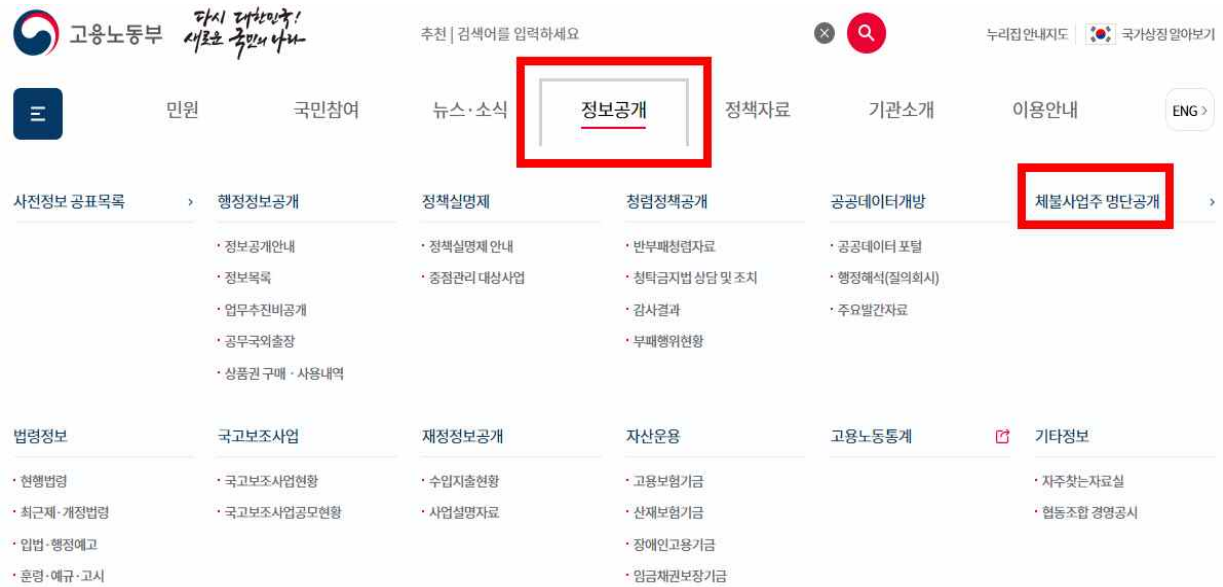 고용노동부
다시 대한민국!
새로운 국민의 나라
추천 | 검색어를 입력하세요
누리집 안내지도
국가상징 알아보기
민원 국민참여 뉴스·소식 정보공개 정책자료 기관소개 이용안내 ENG >
사전정보 공표목록 > 행정정보공개 정책실명제 청렴정책공개 공공데이터개방 체불사업주 명단공개 >
· 정보공개안내 · 정책실명제 안내 · 반부패청렴자료 · 공공데이터 포털
· 정보목록 · 중점관리 대상사업 · 청탁금지법 상담 및 조치 · 행정해석(질의회시)
· 업무추진비공개 · 감사결과 · 주요발간자료
· 공무국외출장 · 부패행위현황
· 상품권 구매 · 사용내역
법령정보 국고보조사업 재정정보공개 자산운용 고용노동통계 기타정보
· 현행법령 · 국고보조사업현황 · 수입지출현황 · 고용보험기금 · 자주찾는자료실
· 최근제·개정법령 · 국고보조사업공모현황 · 사업설명자료 · 산재보험기금 · 협동조합 경영공시
· 입법·행정예고 · 장애인고용기금
· 훈령·예규·고시 · 임금채권보장기금